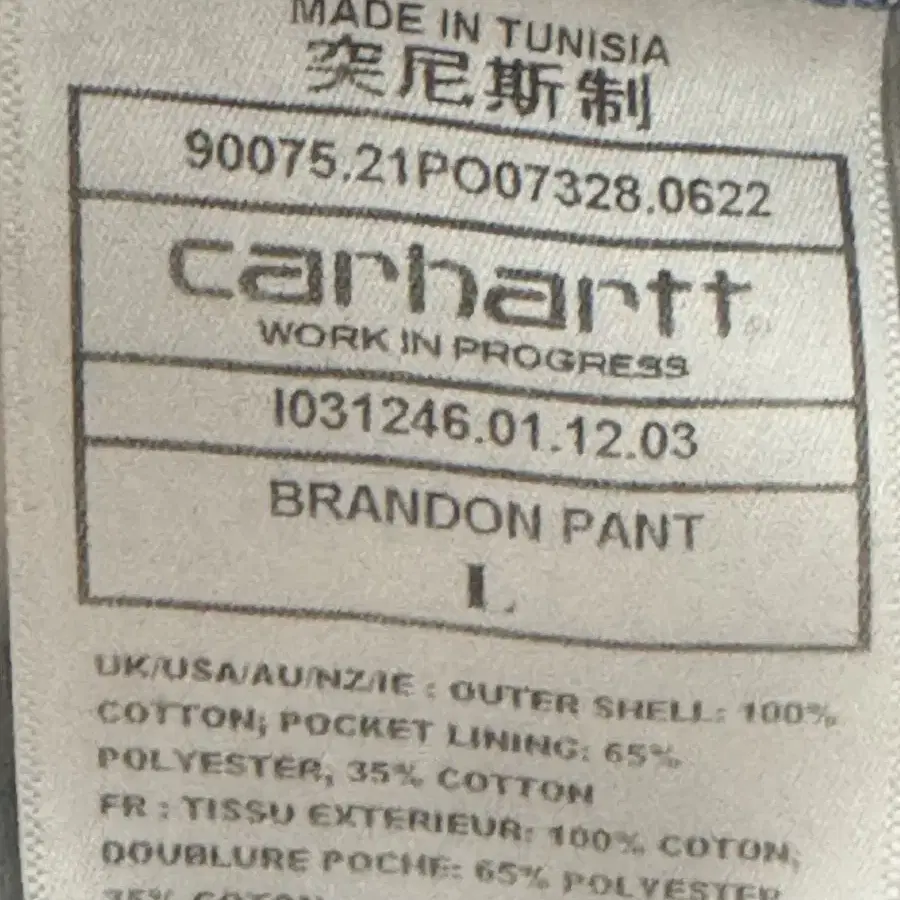 MADE IN TUNISIA
突尼斯制
90075.21PO07328.0622
carhartt
WORK IN PROGRESS
I031246.01.12.03
BRANDON PANT
L
UK/USA/AU/NZ/IE : OUTER SHELL: 100%
COTTON; POCKET LINING: 65%
POLYESTER, 35% COTTON
FR : TISSU EXTERIEUR: 100% COTON,
DOUBLURE POCHE: 65% POLYESTER
35% COTON